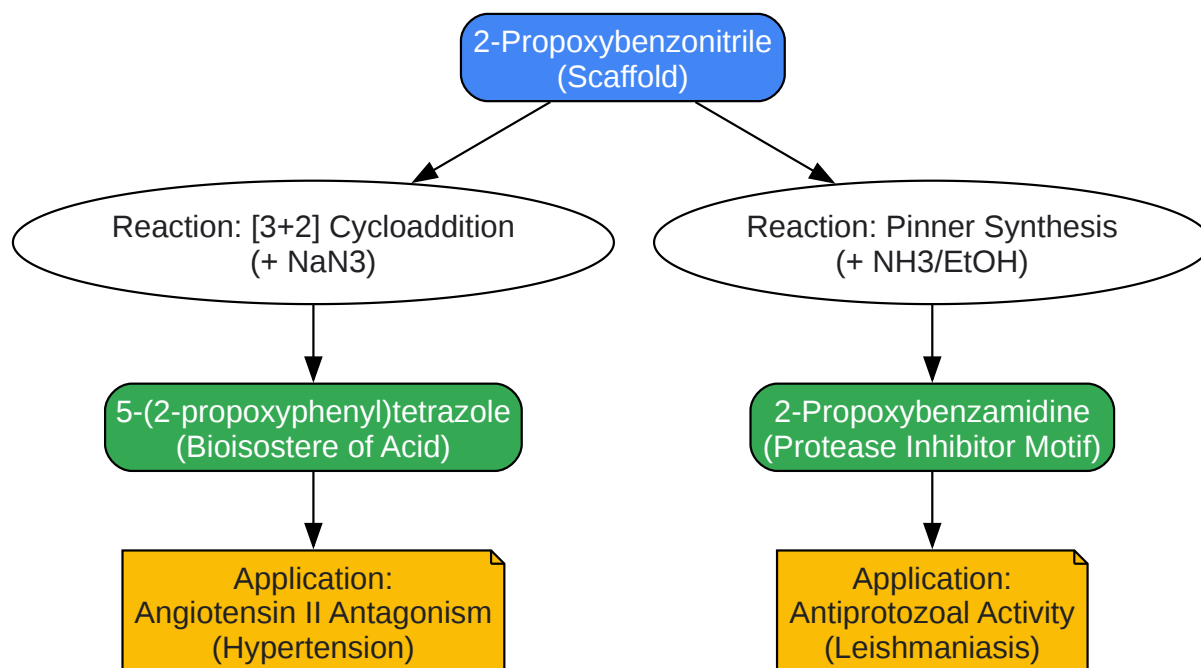 2-Propoxybenzonitrile
(Scaffold)
Reaction: [3+2] Cycloaddition
(+ NaN3)
Reaction: Pinner Synthesis
(+ NH3/EtOH)
5-(2-propoxyphenyl)tetrazole
(Bioisostere of Acid)
2-Propoxybenzamidine
(Protease Inhibitor Motif)
Application:
Angiotensin II Antagonism
(Hypertension)
Application:
Antiprotozoal Activity
(Leishmaniasis)